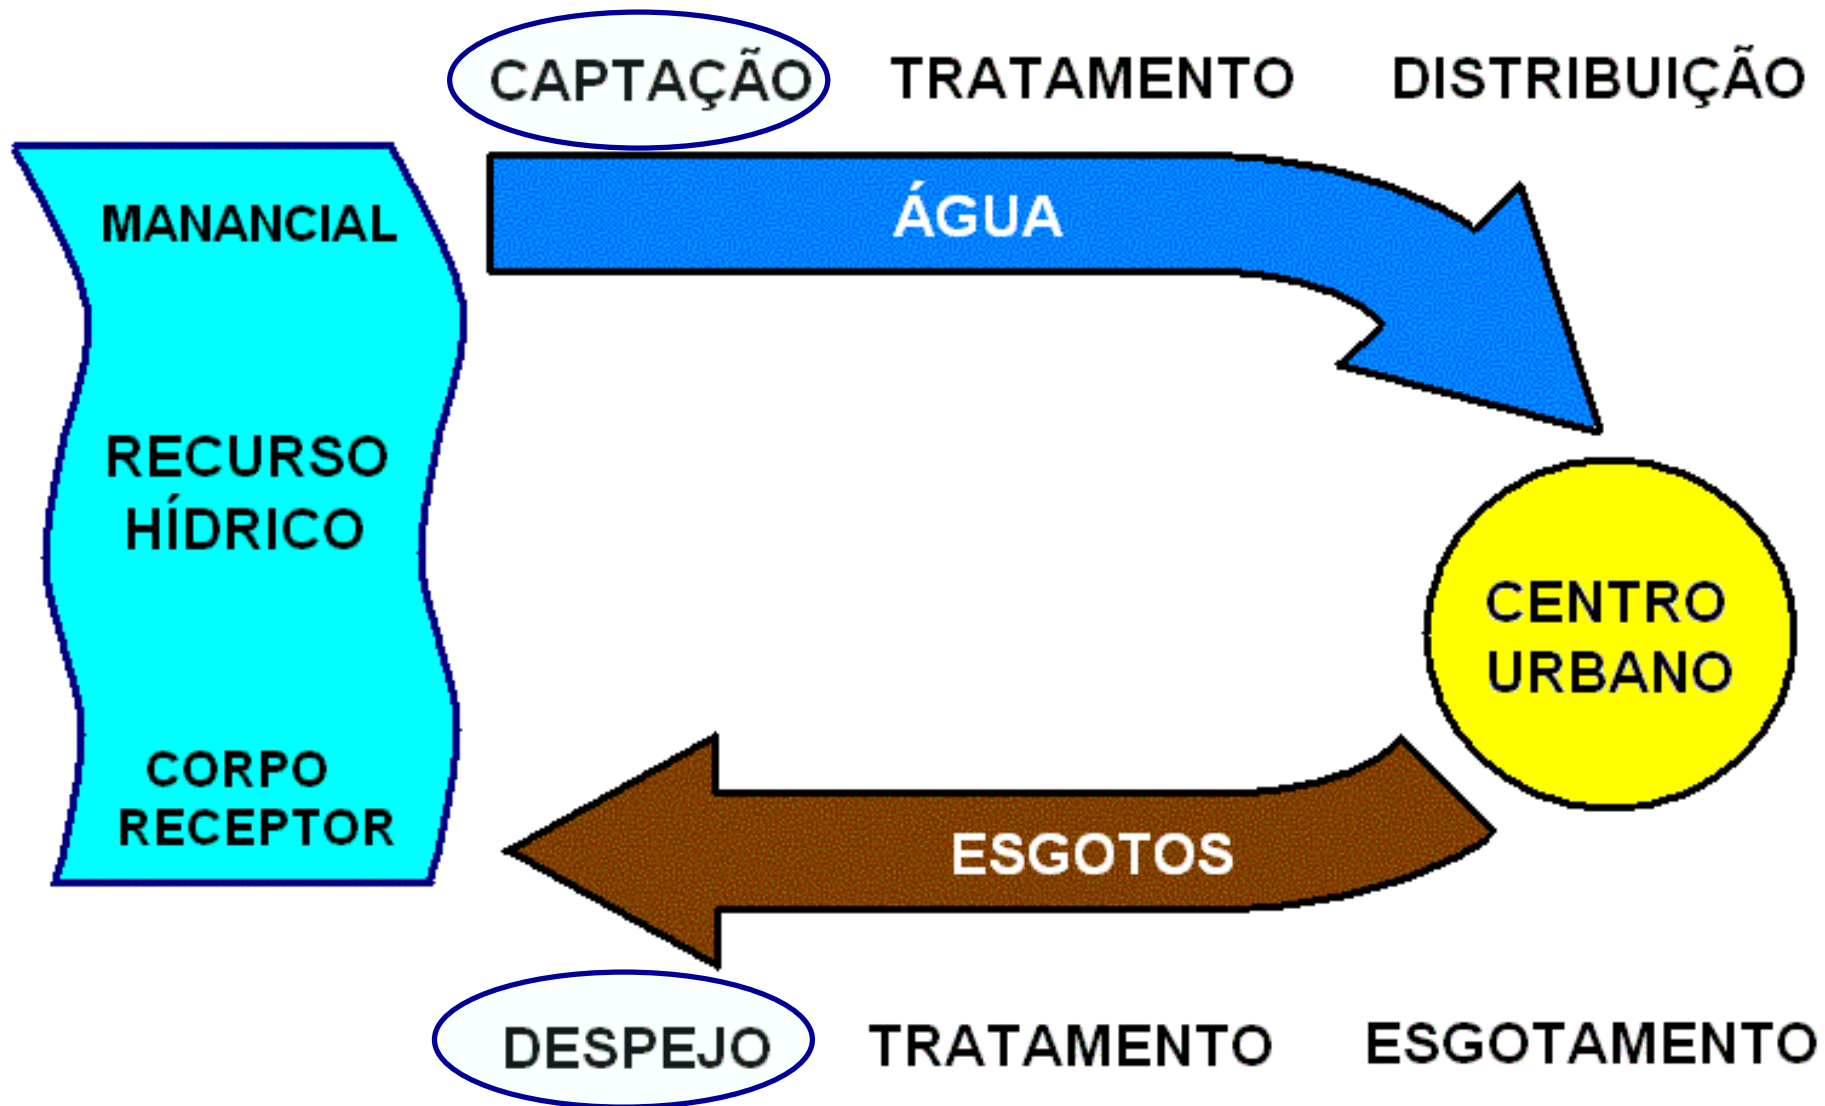 CAPTAÇÃO TRATAMENTO DISTRIBUIÇÃO
MANANCIAL
ÁGUA
RECURSO
HÍDRICO
CENTRO
URBANO
CORPO
RECEPTOR
ESGOTOS
DESPEJO TRATAMENTO ESGOTAMENTO